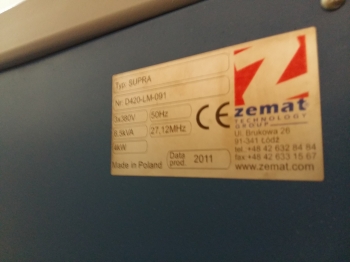 Typ: SUPRA
Nr: D420-LM-091
3x380V 50Hz
6,1kVA 27,12MHz
4kW
Made in Poland
Date prod. 2011
CE
zemat
TECHNOLOGY
GROUP
Ul. Brukowa 26
91-341 Łódź
tel. +48 42 632 84 84
fax +48 42 633 15 67
www.zemat.com